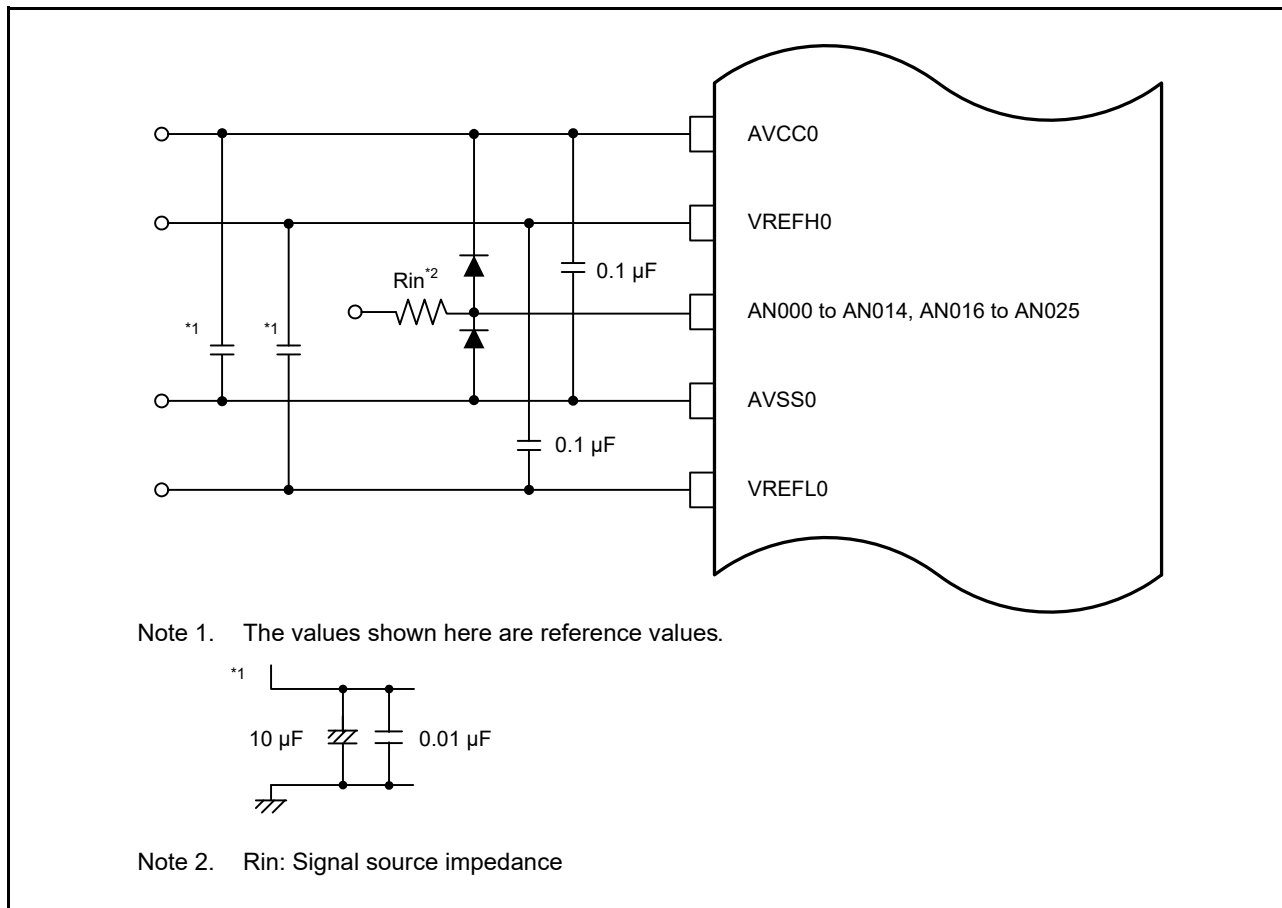 AVCC0
VREFH0
Rin*2
0.1 µF
AN000 to AN014, AN016 to AN025
*1
*1
AVSS0
0.1 µF
VREFL0
Note 1. The values shown here are reference values.
*1
10 µF
0.01 µF
Note 2. Rin: Signal source impedance